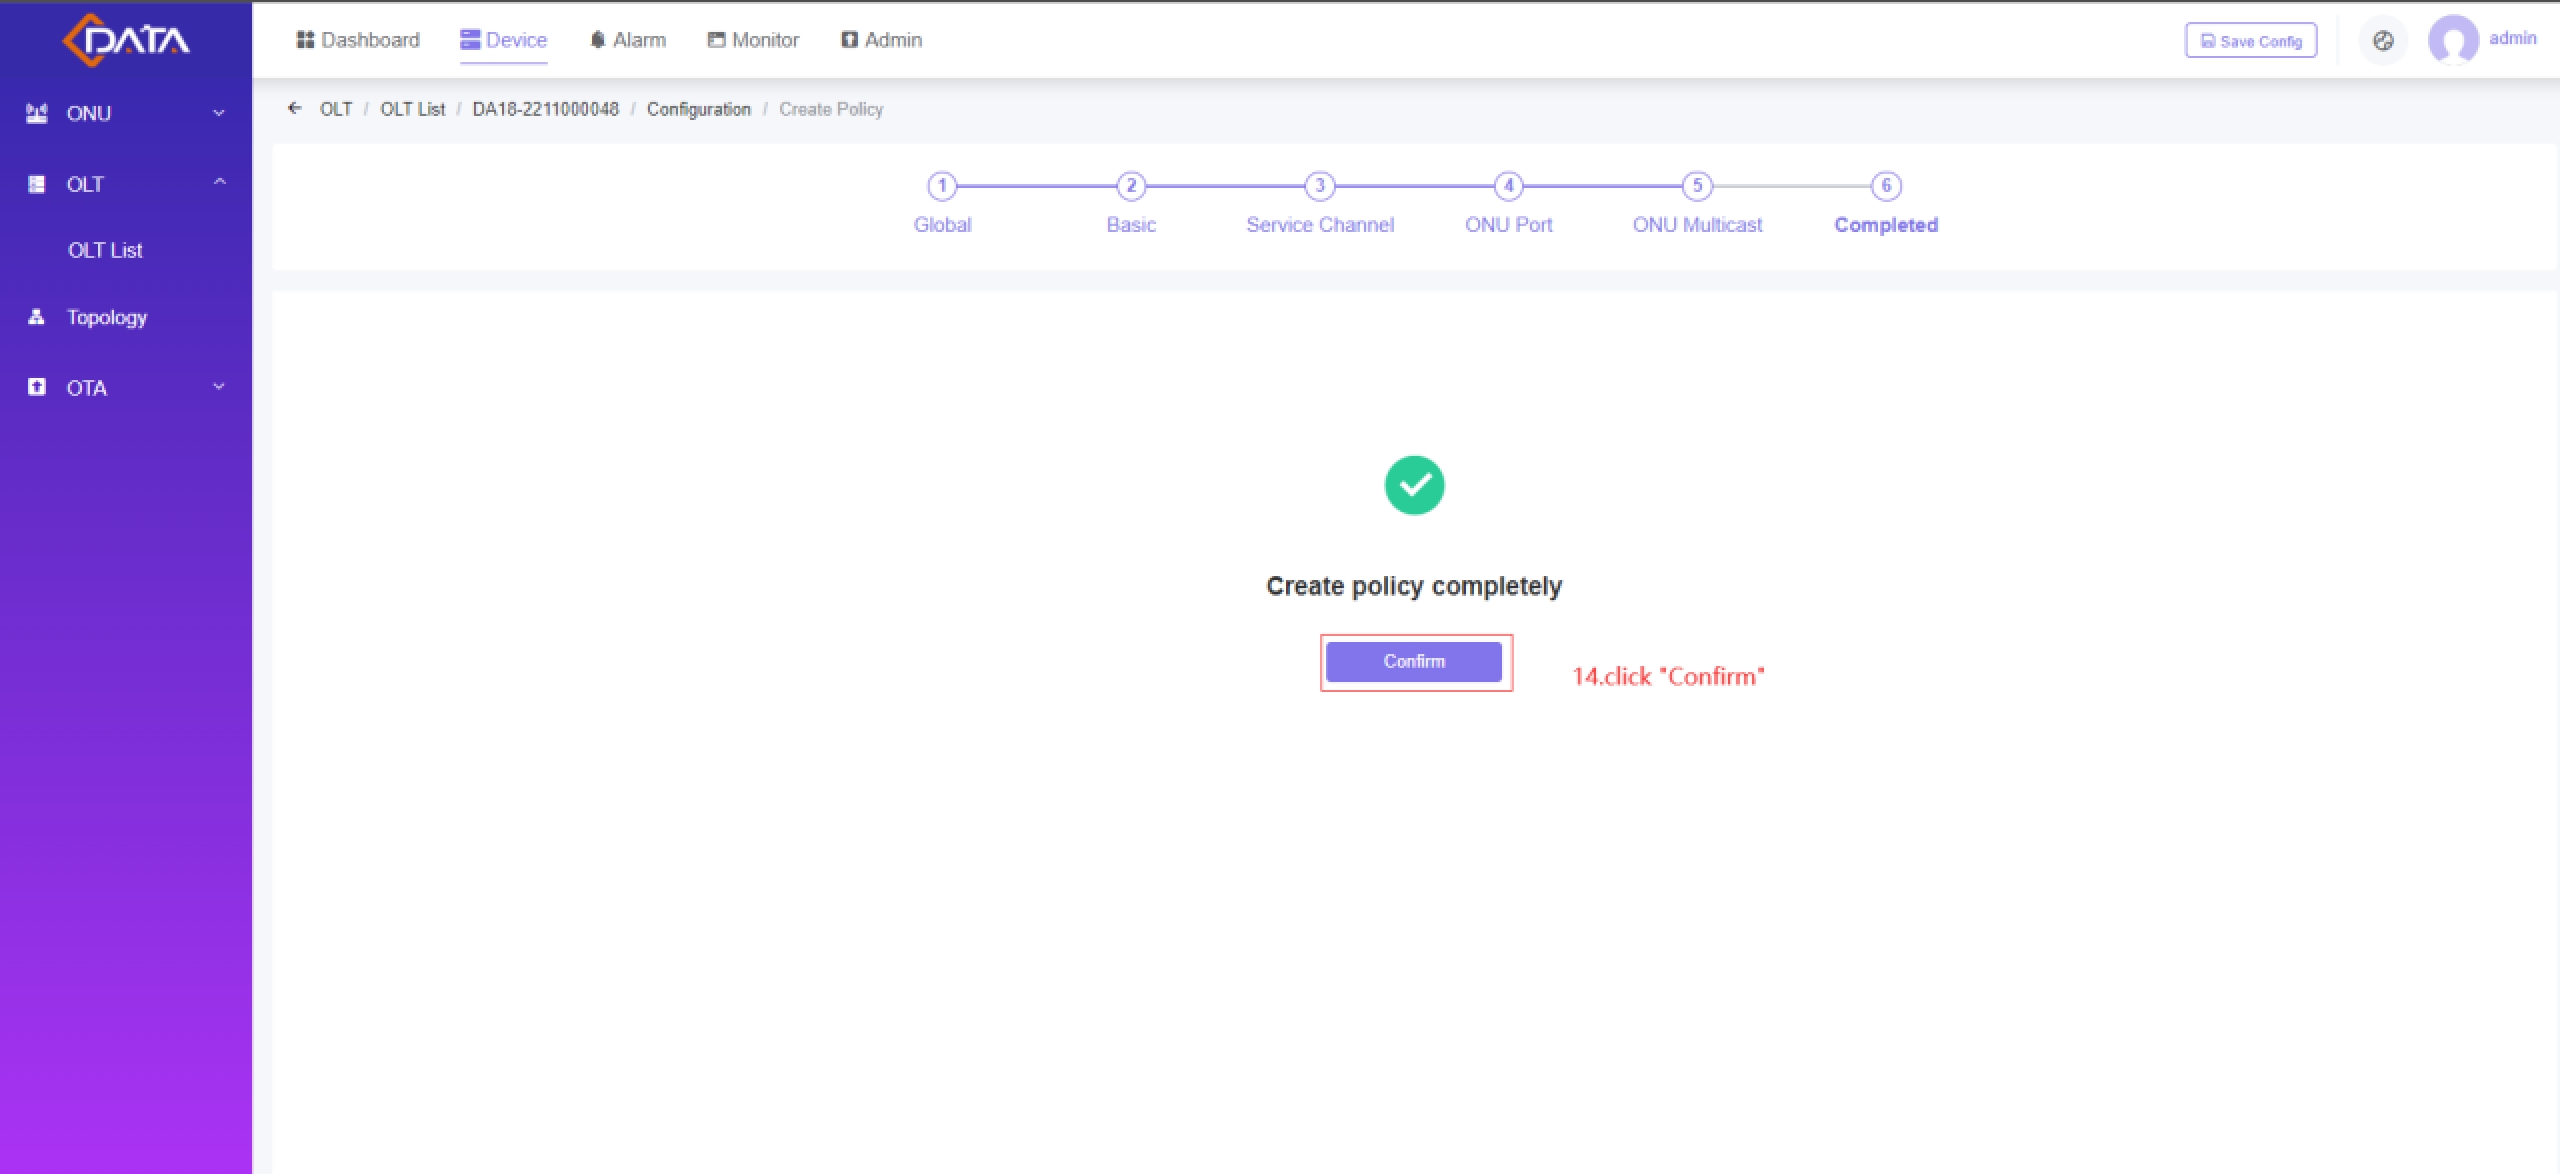 DATA
Dashboard Device Alarm Monitor Admin
Save Config
admin
ONU
OLT
OLT List
Topology
OTA
OLT / OLT List / DA18-2211000048 / Configuration / Create Policy
1 2 3 4 5 6
Global Basic Service Channel ONU Port ONU Multicast Completed
Create policy completely
Confirm
14.click "Confirm"